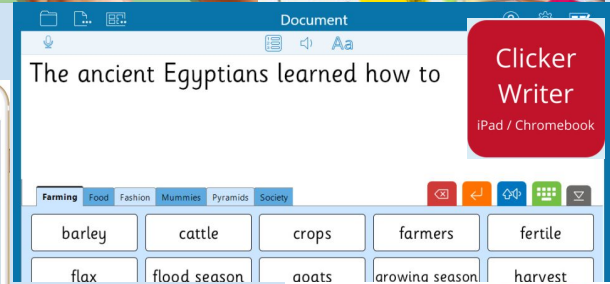 Document
Aa
The ancient Egyptians learned how to
Clicker
Writer
iPad / Chromebook
Farming Food Fashion Mummies Pyramids Society
barley cattle crops farmers fertile
flax flood season goats growing season harvest